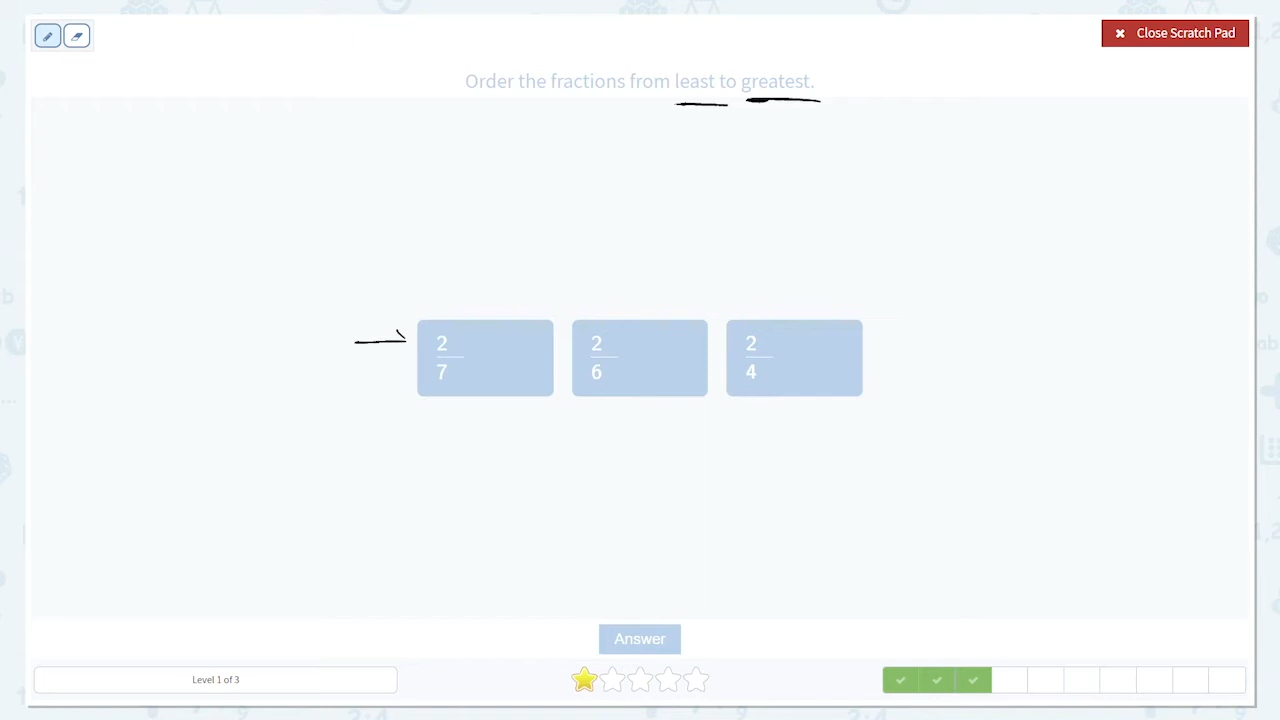 ✖ Close Scratch Pad
Order the fractions from least to greatest.
2 2 2
7 6 4
Answer
Level 1 of 3